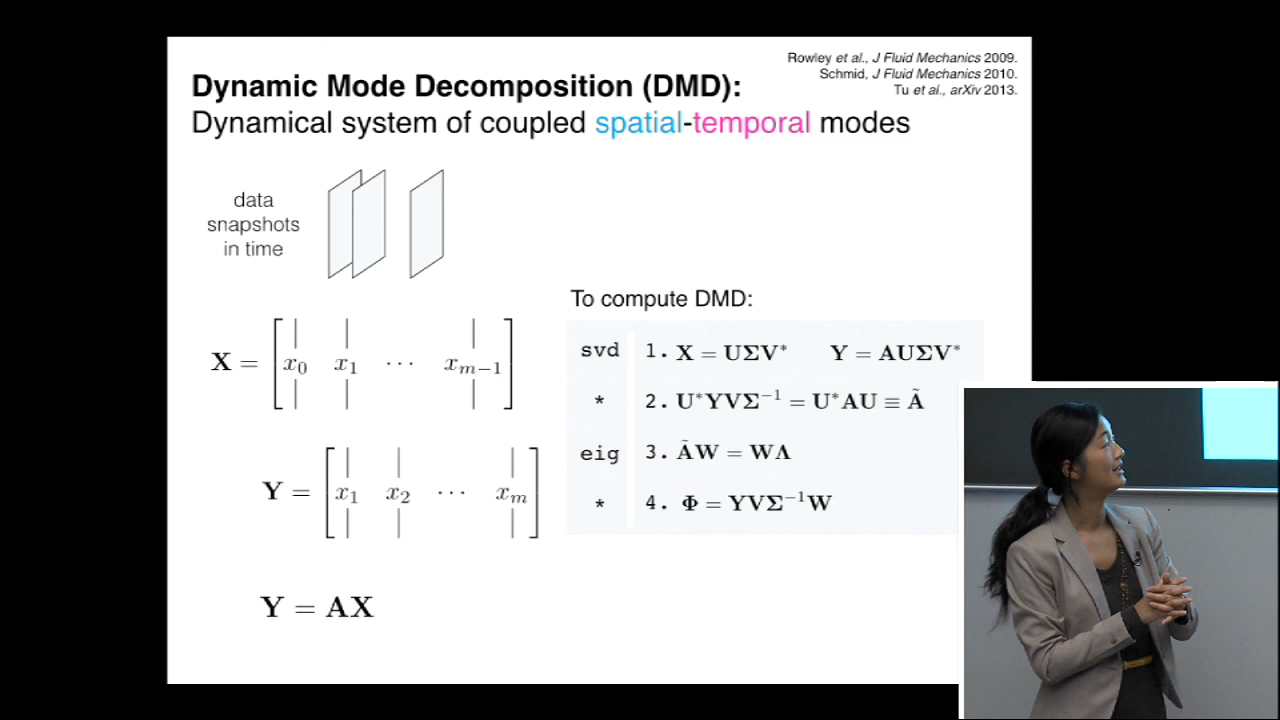 Rowley et al., J Fluid Mechanics 2009.
Schmid, J Fluid Mechanics 2010.
Tu et al., arXiv 2013.
Dynamic Mode Decomposition (DMD):
Dynamical system of coupled spatial-temporal modes
data
snapshots
in time
X = [x₀ x₁ ⋯ xₘ₋₁]
Y = [x₁ x₂ ⋯ xₘ]
Y = AX
To compute DMD:
svd 1. X = UΣV* Y = AUΣV*
* 2. U*YVΣ⁻¹ = U*AU ≡ Ã
eig 3. ÃW = WΛ
* 4. Φ = YVΣ⁻¹W